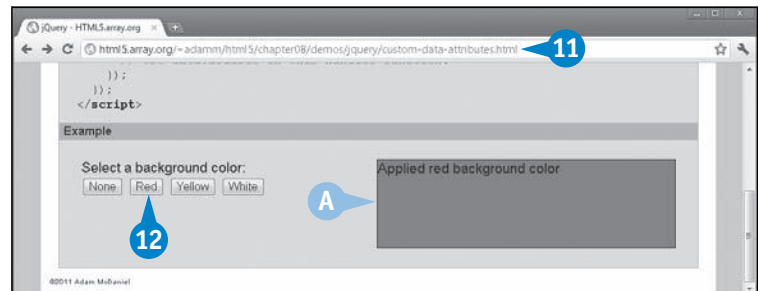 jQuery - HTML5.array.org
html5.array.org/~adamm/html5/chapter08/demos/jquery/custom-data-attributes.html
11
});
});
</script>
Example
Select a background color:
None Red Yellow White
Applied red background color
A
12
©2011 Adam McDaniel